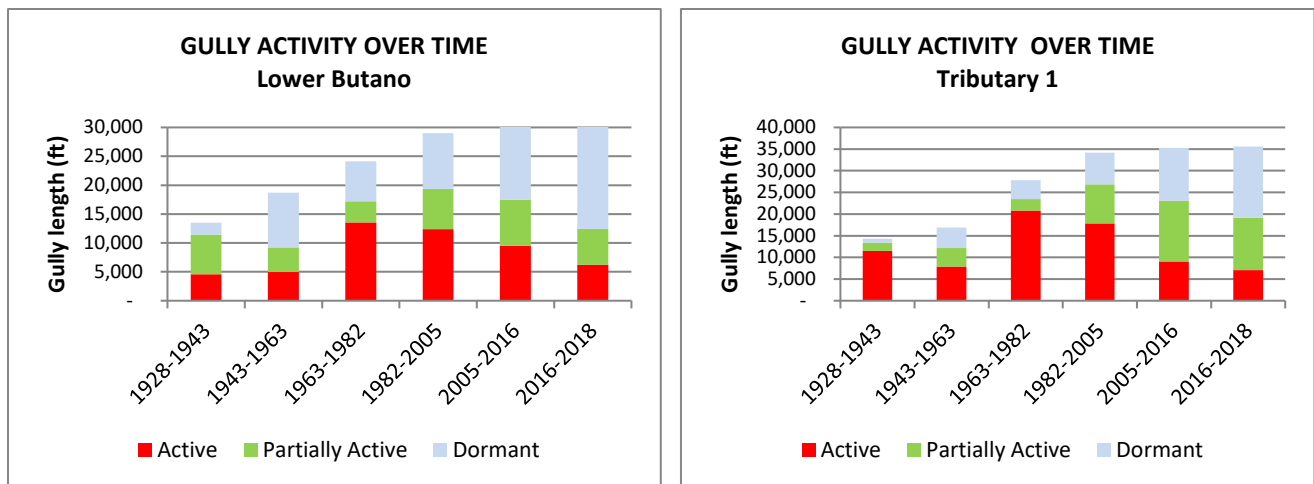 GULLY ACTIVITY OVER TIME
Lower Butano
Gully length (ft)
30,000
25,000
20,000
15,000
10,000
5,000
-
1928-1943
1943-1963
1963-1982
1982-2005
2005-2016
2016-2018
Active
Partially Active
Dormant
GULLY ACTIVITY OVER TIME
Tributary 1
Gully length (ft)
40,000
35,000
30,000
25,000
20,000
15,000
10,000
5,000
-
1928-1943
1943-1963
1963-1982
1982-2005
2005-2016
2016-2018
Active
Partially Active
Dormant